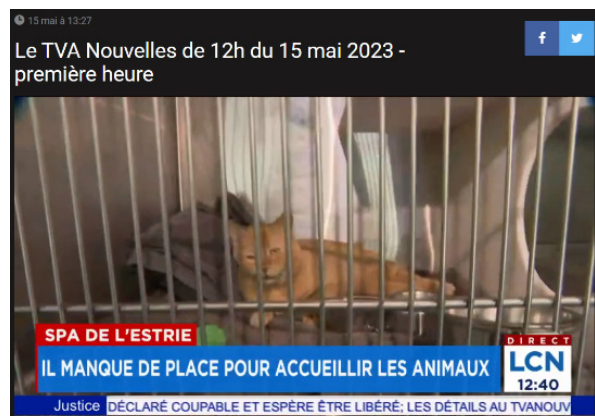 15 mai à 13:27
Le TVA Nouvelles de 12h du 15 mai 2023 -
première heure
f
SPA DE L'ESTRIE
IL MANQUE DE PLACE POUR ACCUEILLIR LES ANIMAUX
DIRECT
LCN
12:40
Justice DÉCLARÉ COUPABLE ET ESPÈRE ÊTRE LIBÉRÉ; LES DÉTAILS AU TVANOUV